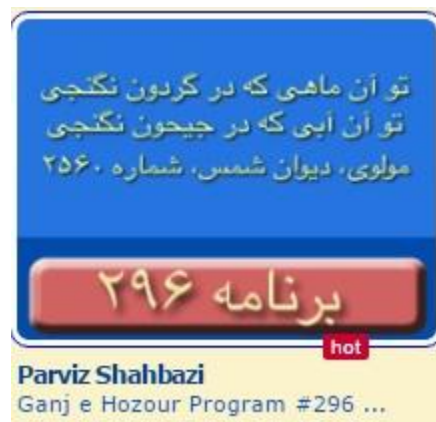 تو آن ماهی که در گردون نگنجی
تو آن آبی که در جیحون نگنجی
مولوی، دیوان شمس، شماره ۲۵۶۰
برنامه ۲۹۶
hot
Parviz Shahbazi
Ganj e Hozour Program #296 ...